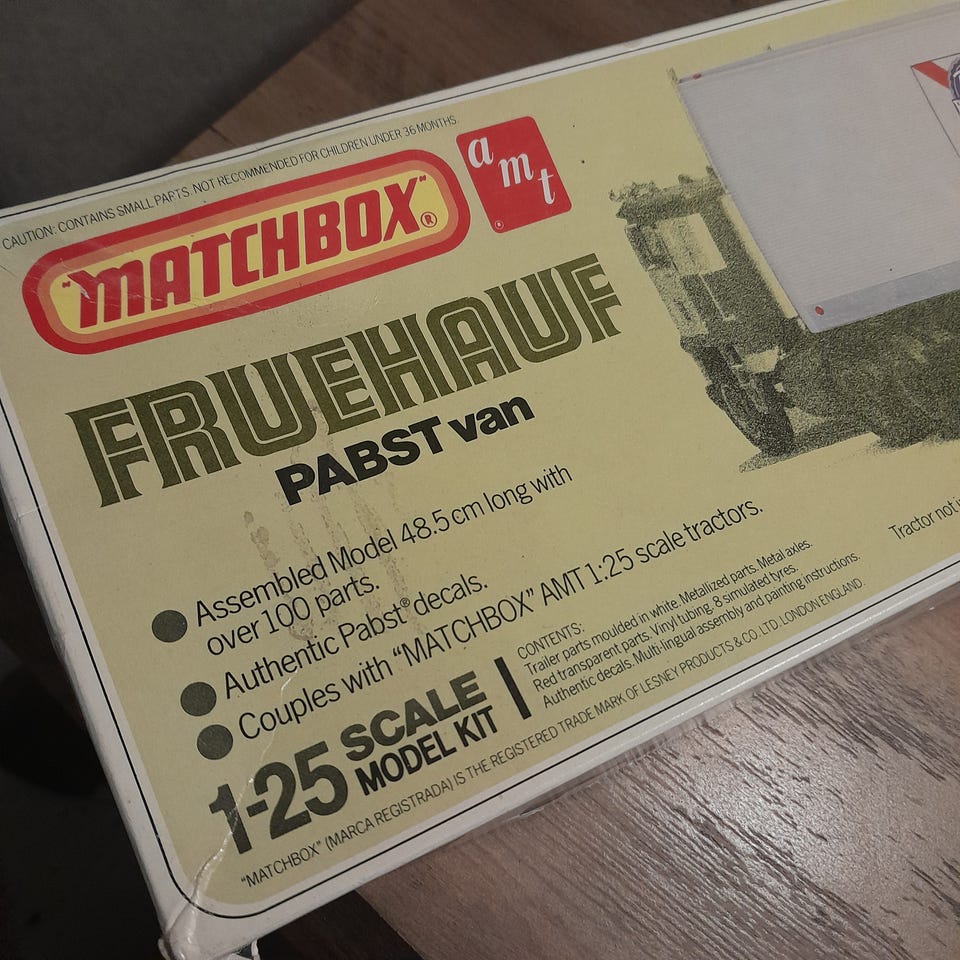 CAUTION: CONTAINS SMALL PARTS. NOT RECOMMENDED FOR CHILDREN UNDER 36 MONTHS.
"MATCHBOX"®
amt
®
FRUEHAUF
PABST van
Assembled Model 48.5cm long with
over 100 parts.
Authentic Pabst® decals.
Couples with "MATCHBOX" AMT 1:25 scale tractors.
1-25 SCALE
MODEL KIT
CONTENTS:
Trailer parts moulded in white. Metallized parts. Metal axles.
Red transparent parts. Vinyl tubing. 8 simulated tyres.
Authentic decals. Multi-lingual assembly and painting instructions.
Tractor not
"MATCHBOX" (MARCA REGISTRADA) IS THE REGISTERED TRADE MARK OF LESNEY PRODUCTS & CO. LTD. LONDON ENGLAND.